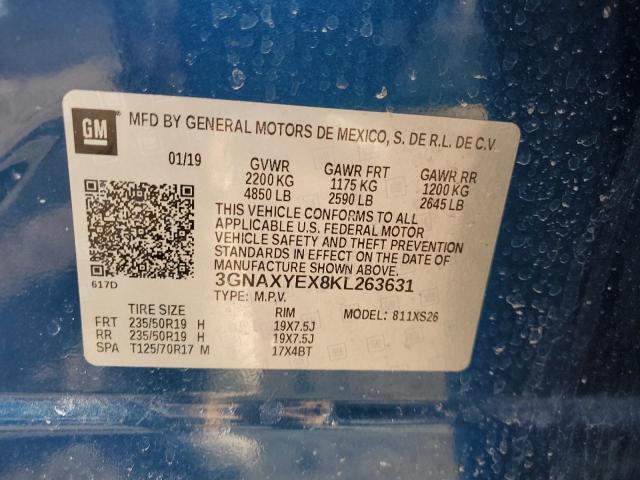 GM
MFD BY GENERAL MOTORS DE MEXICO, S. DE R.L. DE C.V.
01/19 GVWR GAWR FRT GAWR RR
2200 KG 1175 KG 1200 KG
4850 LB 2590 LB 2645 LB
THIS VEHICLE CONFORMS TO ALL
APPLICABLE U.S. FEDERAL MOTOR
VEHICLE SAFETY AND THEFT PREVENTION
STANDARDS IN EFFECT ON THE DATE
OF MANUFACTURE SHOWN ABOVE.
617D 3GNAXYEX8KL263631
TYPE: M.P.V.
TIRE SIZE RIM MODEL: 811XS26
FRT 235/50R19 H 19X7.5J
RR 235/50R19 H 19X7.5J
SPA T125/70R17 M 17X4BT